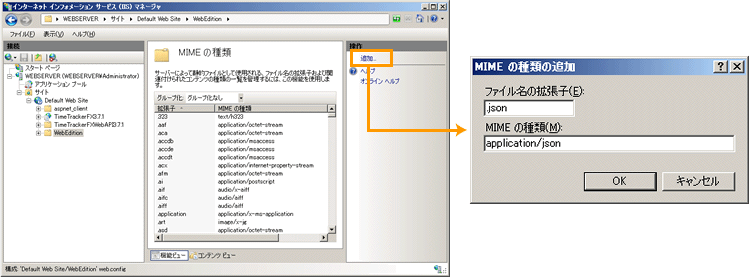 インターネット インフォメーション サービス (IIS) マネージャ
WEBSERVER ▸ サイト ▸ Default Web Site ▸ WebEdition
ファイル(F) 表示(V) ヘルプ(H)
接続
WEBSERVER (WEBSERVER¥Administrator)
アプリケーション プール
サイト
Default Web Site
aspnet_client
TimeTrackerFX3.7.1
TimeTrackerFXWebAPI3.7.1
WebEdition
MIME の種類
サーバーによって静的ファイルとして使用される、ファイル名の拡張子および関連付けられたコンテンツの種類の一覧を管理するには、この機能を使用します。
グループ化: グループ化なし
拡張子 MIME の種類
.323 text/h323
.aaf application/octet-stream
.aca application/octet-stream
.accdb application/msaccess
.accde application/msaccess
.accdt application/msaccess
.acx application/internet-property-stream
.afm application/octet-stream
.ai application/postscript
.aif audio/x-aiff
.aifc audio/aiff
.aiff audio/aiff
.application application/x-ms-application
.art image/x-jg
.asd application/octet-stream
機能ビュー コンテンツ ビュー
操作
追加...
ヘルプ
オンライン ヘルプ
構成: 'Default Web Site/WebEdition' web.config
MIME の種類の追加
ファイル名の拡張子(E):
.json
MIME の種類(M):
application/json
OK キャンセル